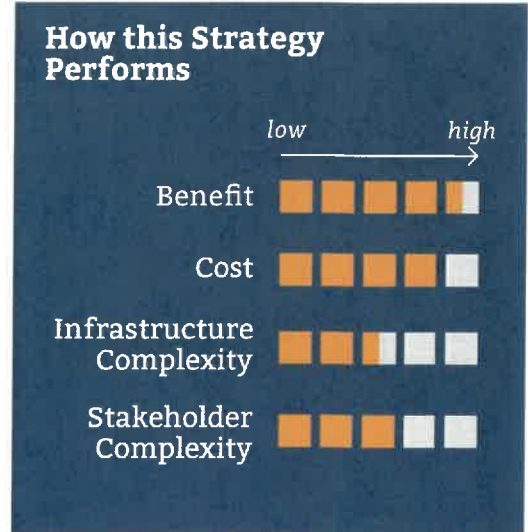 How this Strategy
Performs
low high
Benefit
Cost
Infrastructure
Complexity
Stakeholder
Complexity